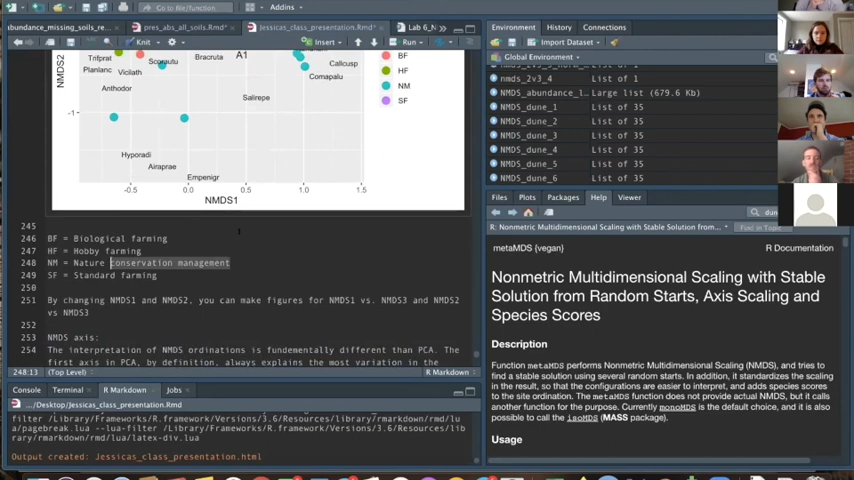 Addins
abundance_missing_soils_re...
pres_abs_all_soils.Rmd*
Jessicas_class_presentation.Rmd*
Lab 6_N
Knit
Insert
Run
Environment
History
Connections
Import Dataset
Global Environment
nmds_2v3_4
List of 1
NMDS_abundance_l...
Large list (679.6 Kb)
NMDS_dune_1
List of 35
NMDS_dune_2
List of 35
NMDS_dune_3
List of 35
NMDS_dune_4
List of 35
NMDS_dune_5
List of 35
NMDS_dune_6
List of 35
NMDS2
Trifprat
Planlanc
Vicilath
Scorautu
Bracruta
A1
Callcusp
Comapalu
Anthodor
Salirepe
-1
Hyporadi
Airaprae
Empenigr
-0.5
0.0
0.5
1.0
1.5
NMDS1
BF
HF
NM
SF
245
246 BF = Biological farming
247 HF = Hobby farming
248 NM = Nature conservation management
249 SF = Standard farming
250
251 By changing NMDS1 and NMDS2, you can make figures for NMDS1 vs. NMDS3 and NMDS2
vs NMDS3
252
253 NMDS axis:
254 The interpretation of NMDS ordinations is fundamentally different than PCA. The
first axis in PCA, by definition, always explains the most variation in the
248:13
(Top Level)
R Markdown
Console
Terminal
R Markdown
Jobs
.../Desktop/Jessicas_class_presentation.Rmd
filter /Library/Frameworks/R.framework/Versions/3.6/Resources/library/rmarkdown/rmd/lu
a/pagebreak.lua --lua-filter /Library/Frameworks/R.framework/Versions/3.6/Resources/lib
rary/rmarkdown/rmd/lua/latex-div.lua
Output created: Jessicas_class_presentation.html
Files
Plots
Packages
Help
Viewer
dun
R: Nonmetric Multidimensional Scaling with Stable Solution from...
Find in Topic
metaMDS {vegan}
R Documentation
Nonmetric Multidimensional Scaling with Stable
Solution from Random Starts, Axis Scaling and
Species Scores
Description
Function metaMDS performs Nonmetric Multidimensional Scaling (NMDS), and tries to
find a stable solution using several random starts. In addition, it standardizes the scaling
in the result, so that the configurations are easier to interpret, and adds species scores
to the site ordination. The metaMDS function does not provide actual NMDS, but it calls
another function for the purpose. Currently monoMDS is the default choice, and it is also
possible to call the isoMDS (MASS package).
Usage